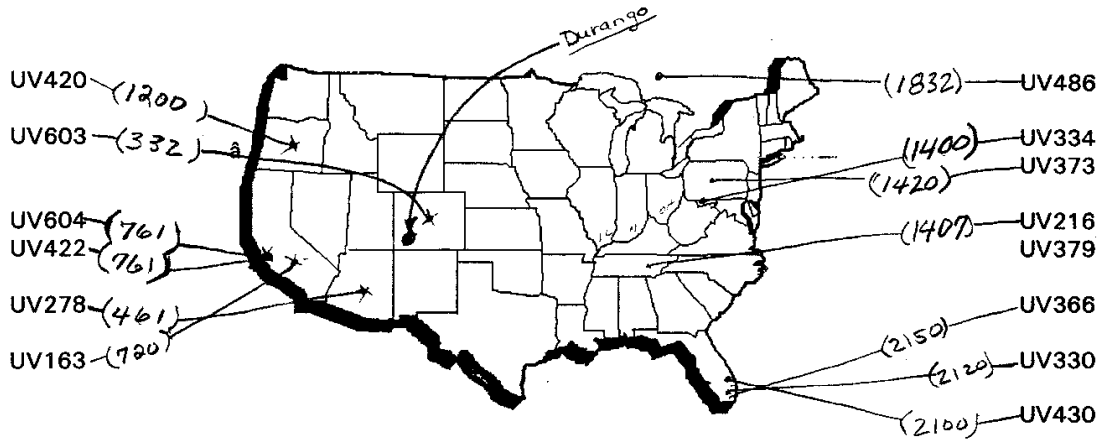 Durango
UV420 (1200)
UV603 (332) â
UV604 (761)
UV422 (761)
UV278 (461)
UV163 (720)
(1832) UV486
(1400) UV334
(1420) UV373
(1407) UV216
UV379
(2150) UV366
(2120) UV330
(2100) UV430